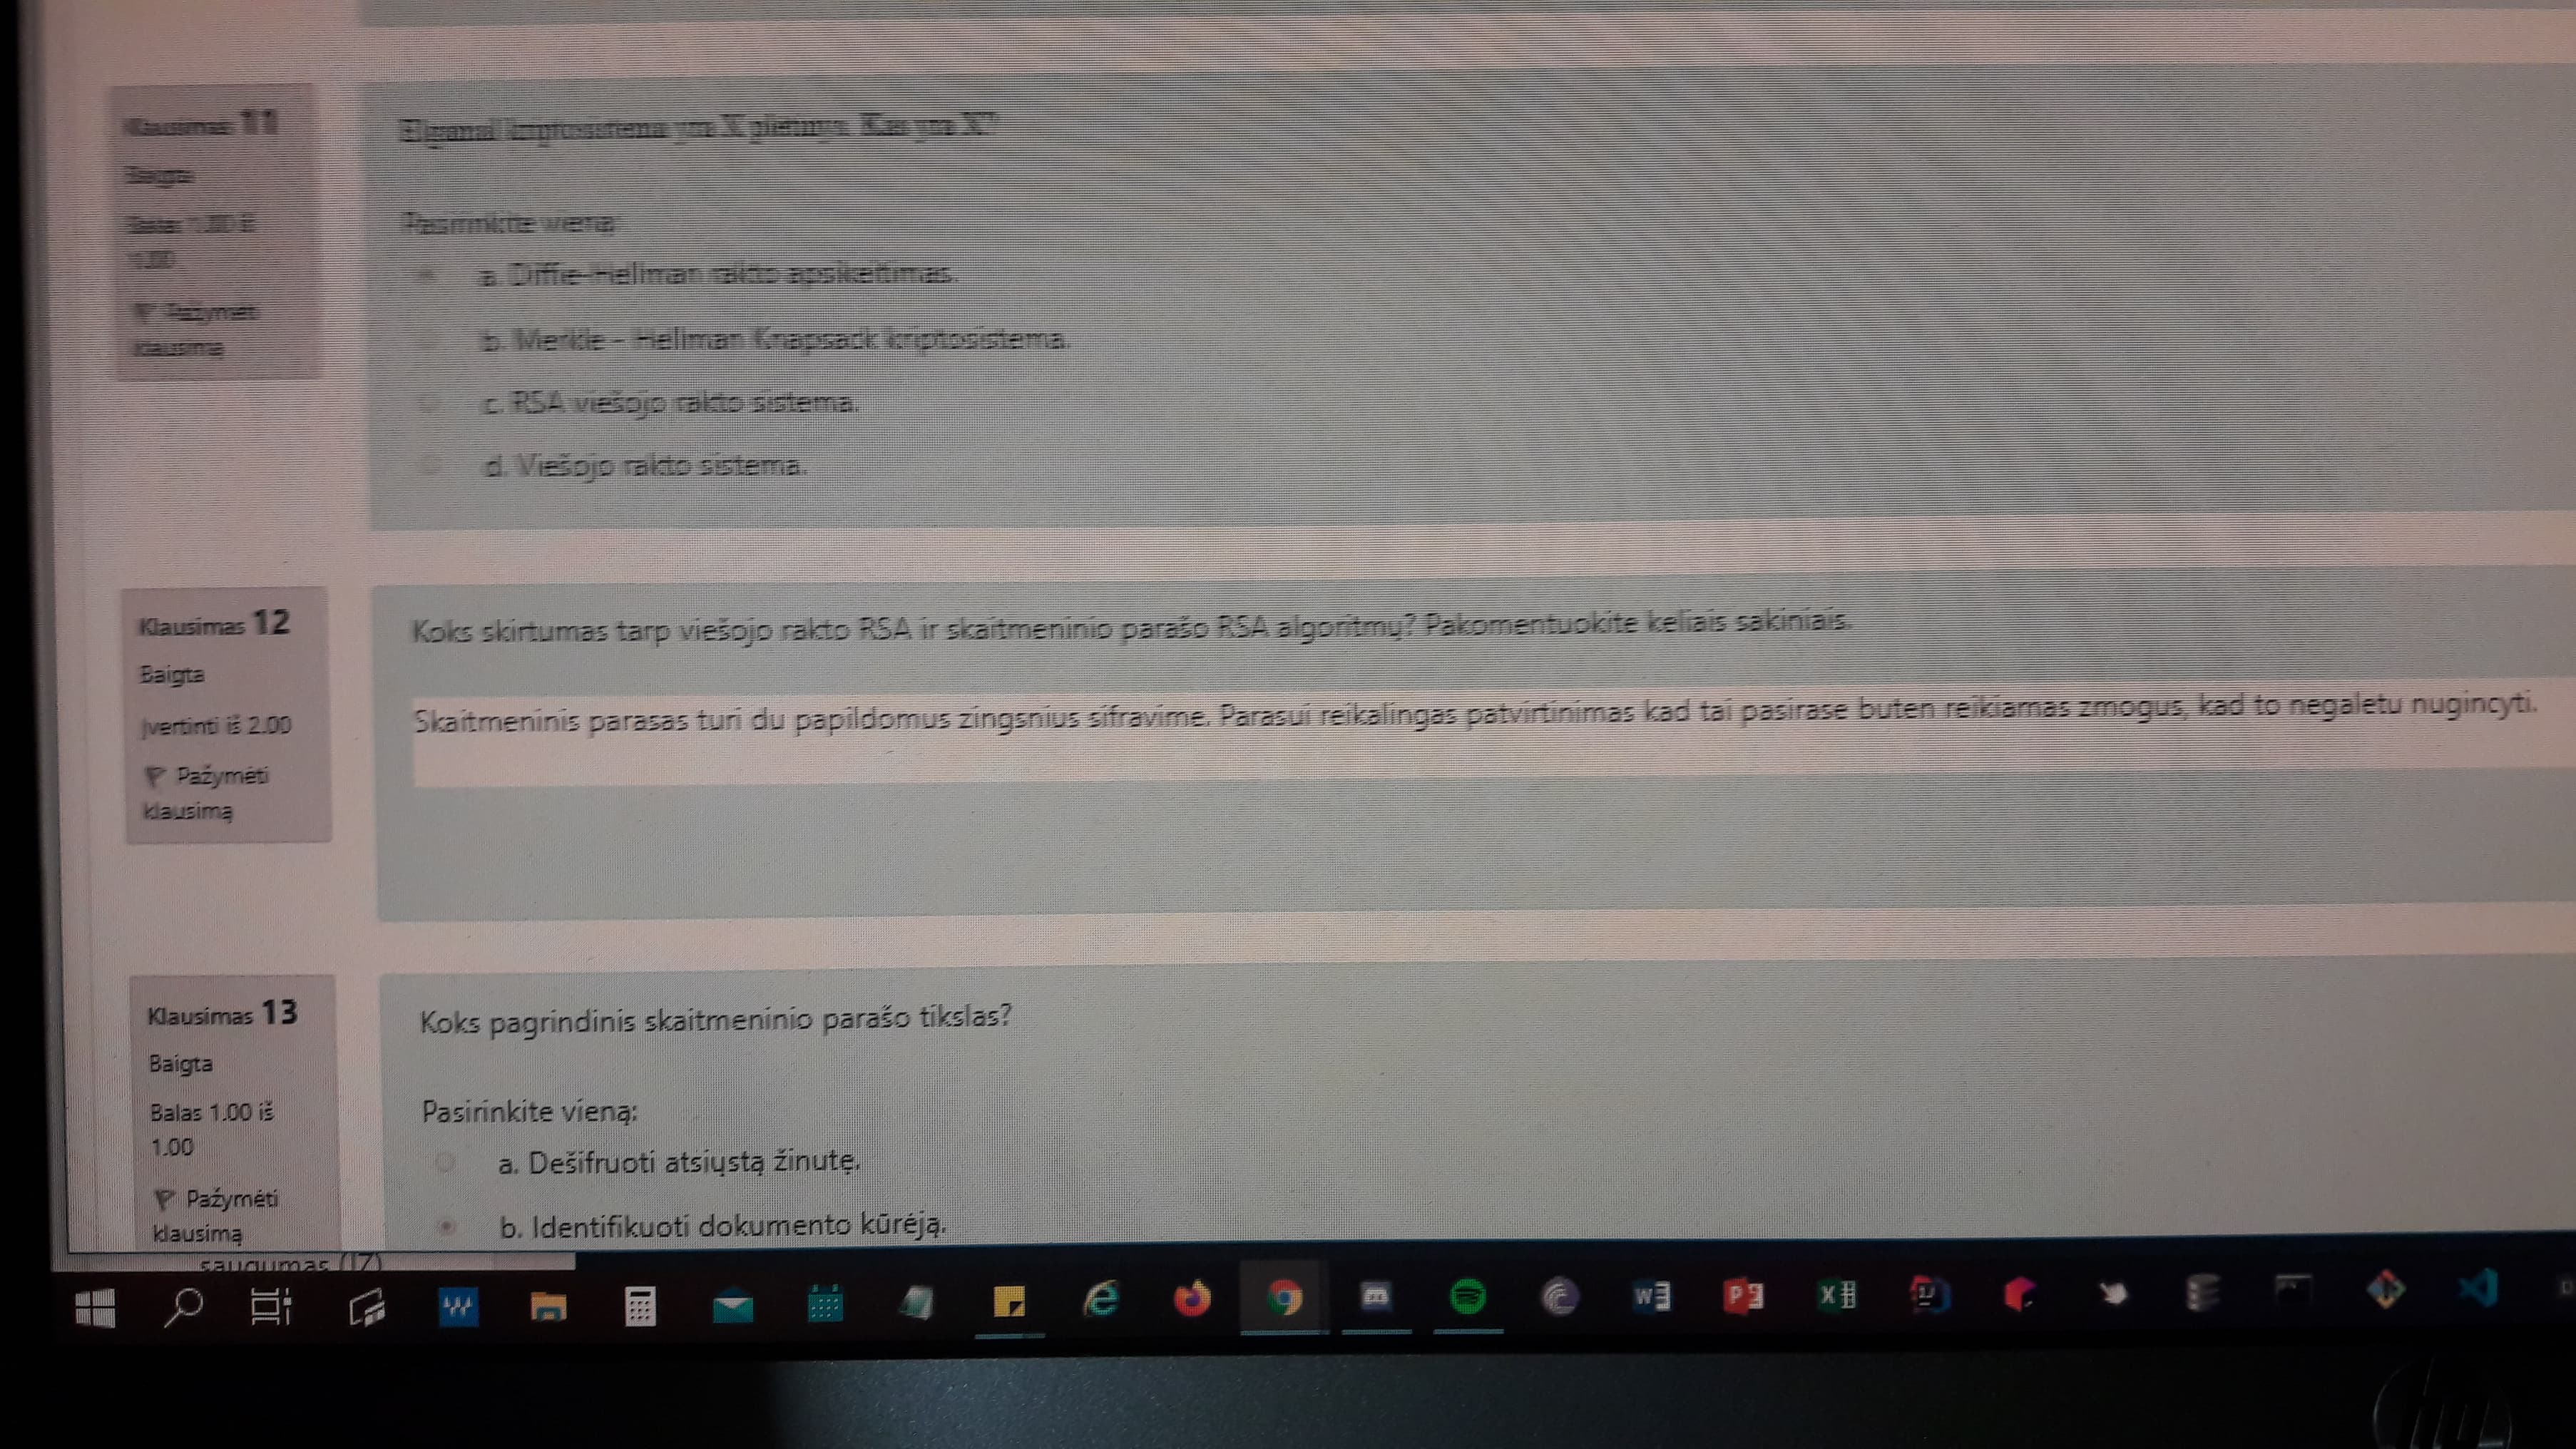 Klausimas 11
Baigta
Balas 1.00 iš
1.00
Pažymėti
klausimą
Elgamal kriptosistema yra X plėtinys. Kas yra X?
Pasirinkite vieną:
a. Diffie-Hellman rakto apsikeitimas.
b. Merkle – Hellman Knapsack kriptosistema.
c. RSA viešojo rakto sistema.
d. Viešojo rakto sistema.
Klausimas 12
Baigta
Įvertinti iš 2.00
Pažymėti
klausimą
Koks skirtumas tarp viešojo rakto RSA ir skaitmeninio parašo RSA algoritmų? Pakomentuokite keliais sakiniais.
Skaitmeninis parasas turi du papildomus zingsnius sifravime. Parasui reikalingas patvirtinimas kad tai pasirase buten reikiamas zmogus, kad to negaletu nugincyti.
Klausimas 13
Baigta
Balas 1.00 iš
1.00
Pažymėti
klausimą
Koks pagrindinis skaitmeninio parašo tikslas?
Pasirinkite vieną:
a. Dešifruoti atsiųstą žinutę.
b. Identifikuoti dokumento kūrėją.
saugumas (17)
hp